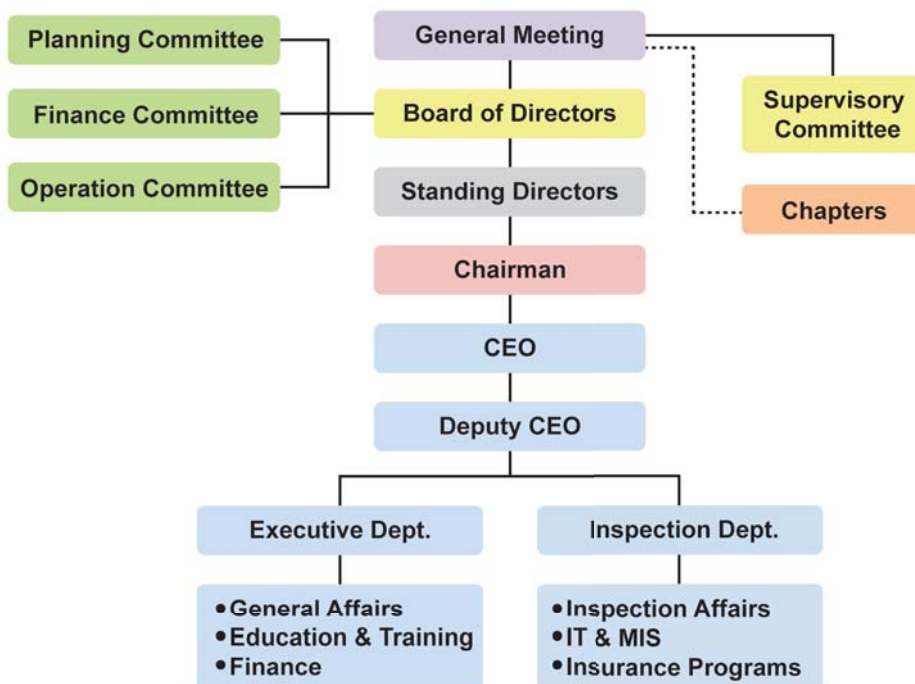 Planning Committee
General Meeting
Finance Committee
Board of Directors
Supervisory
Committee
Operation Committee
Standing Directors
Chapters
Chairman
CEO
Deputy CEO
Executive Dept.
Inspection Dept.
•General Affairs
•Education & Training
•Finance
•Inspection Affairs
•IT & MIS
•Insurance Programs